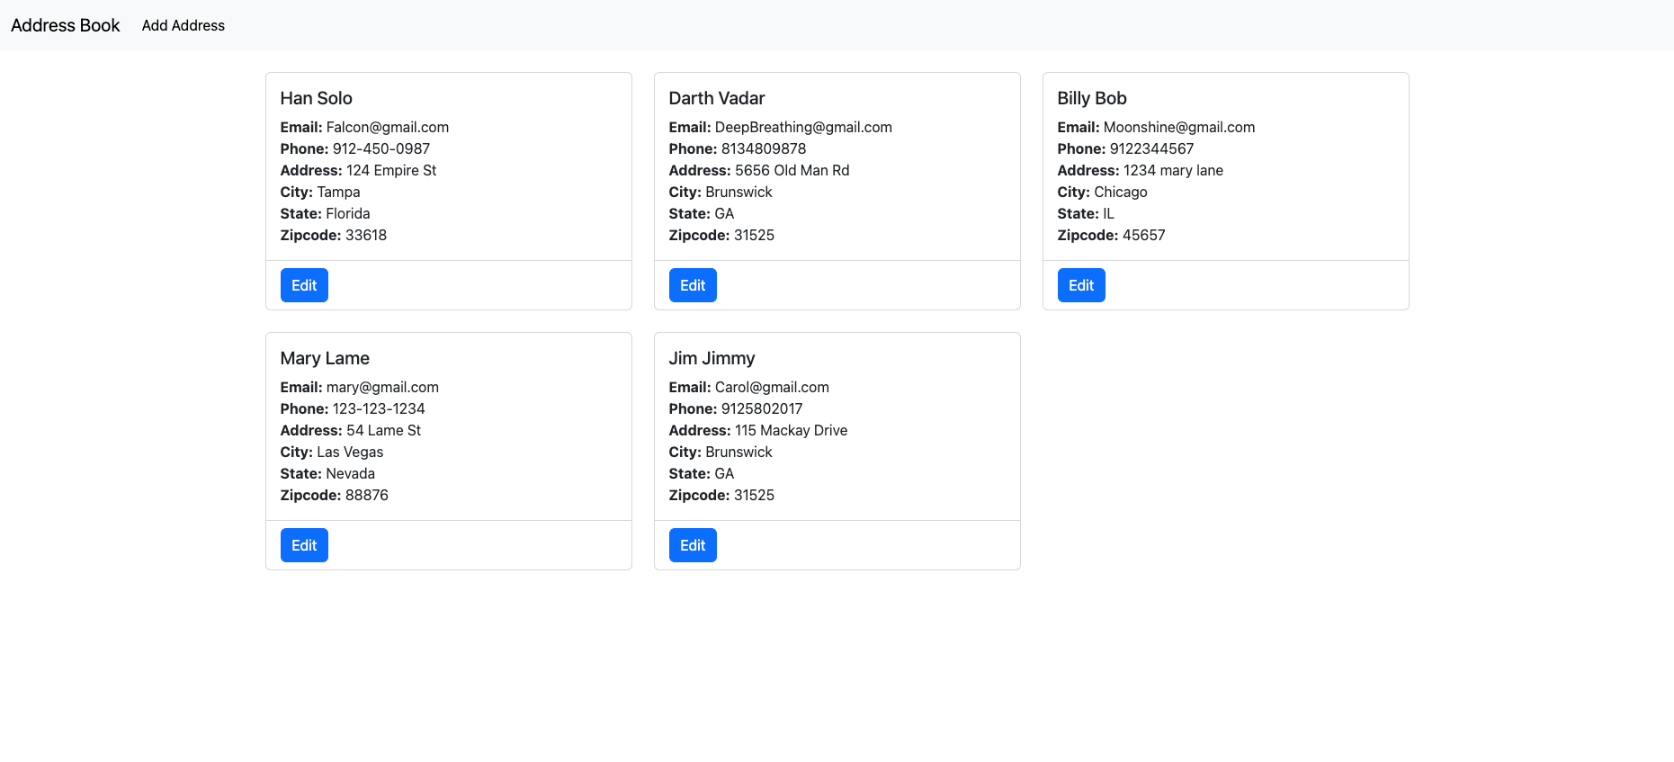 Address Book Add Address
Han Solo
Email: Falcon@gmail.com
Phone: 912-450-0987
Address: 124 Empire St
City: Tampa
State: Florida
Zipcode: 33618
Edit
Darth Vadar
Email: DeepBreathing@gmail.com
Phone: 8134809878
Address: 5656 Old Man Rd
City: Brunswick
State: GA
Zipcode: 31525
Edit
Billy Bob
Email: Moonshine@gmail.com
Phone: 9122344567
Address: 1234 mary lane
City: Chicago
State: IL
Zipcode: 45657
Edit
Mary Lame
Email: mary@gmail.com
Phone: 123-123-1234
Address: 54 Lame St
City: Las Vegas
State: Nevada
Zipcode: 88876
Edit
Jim Jimmy
Email: Carol@gmail.com
Phone: 9125802017
Address: 115 Mackay Drive
City: Brunswick
State: GA
Zipcode: 31525
Edit